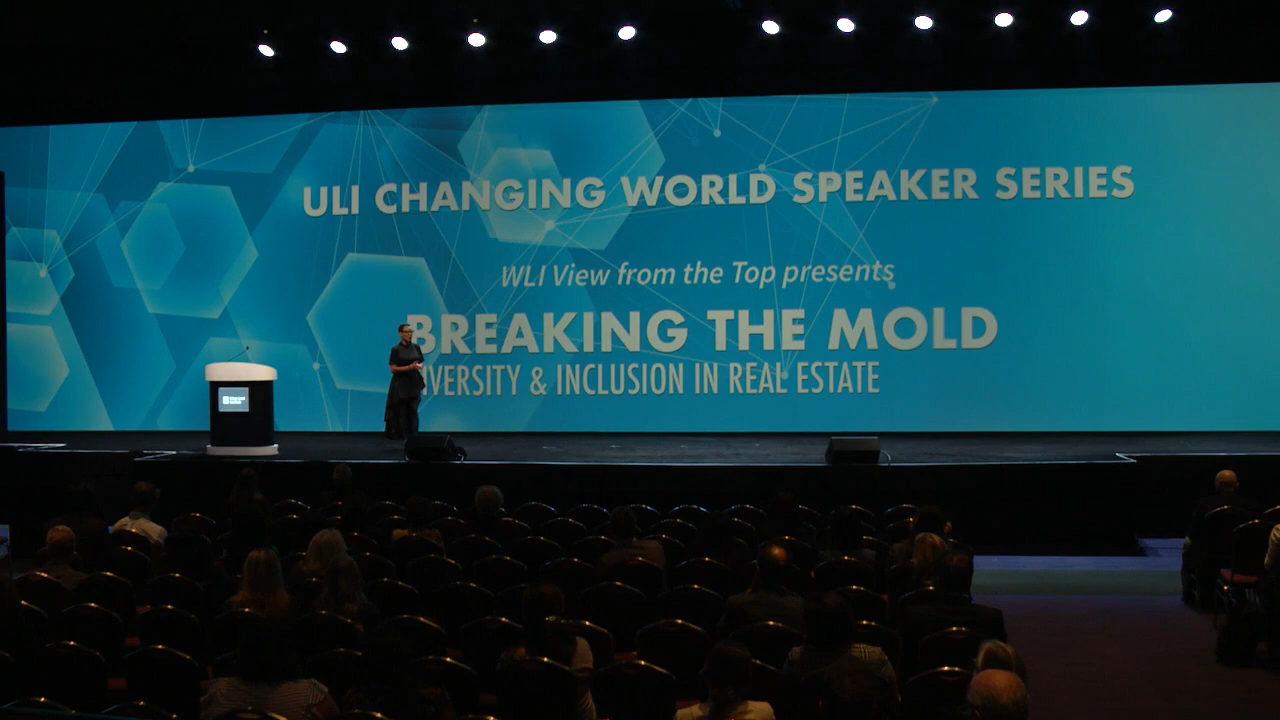 ULI CHANGING WORLD SPEAKER SERIES
WLI View from the Top presents
BREAKING THE MOLD
IVERSITY & INCLUSION IN REAL ESTATE